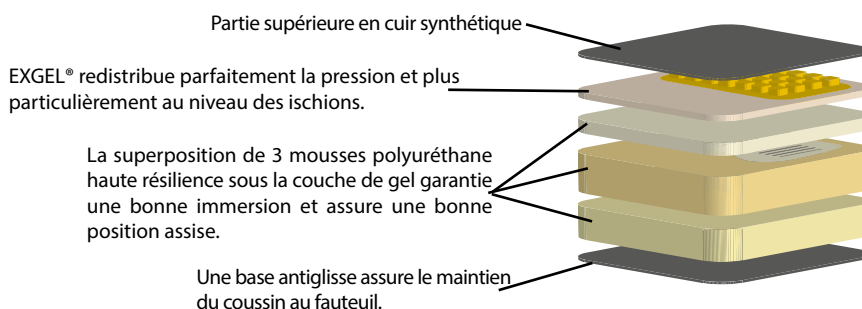 Partie supérieure en cuir synthétique
EXGEL® redistribue parfaitement la pression et plus
particulièrement au niveau des ischions.
La superposition de 3 mousses polyuréthane
haute résilience sous la couche de gel garantie
une bonne immersion et assure une bonne
position assise.
Une base antiglisse assure le maintien
du coussin au fauteuil.